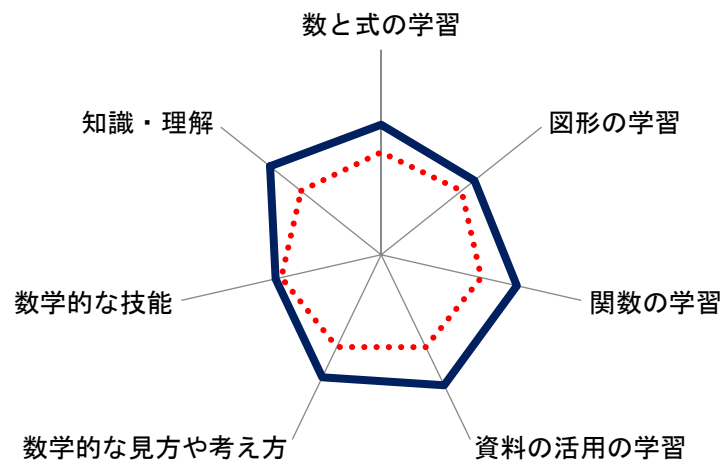 数と式の学習
知識・理解
図形の学習
数学的な技能
関数の学習
数学的な見方や考え方
資料の活用の学習